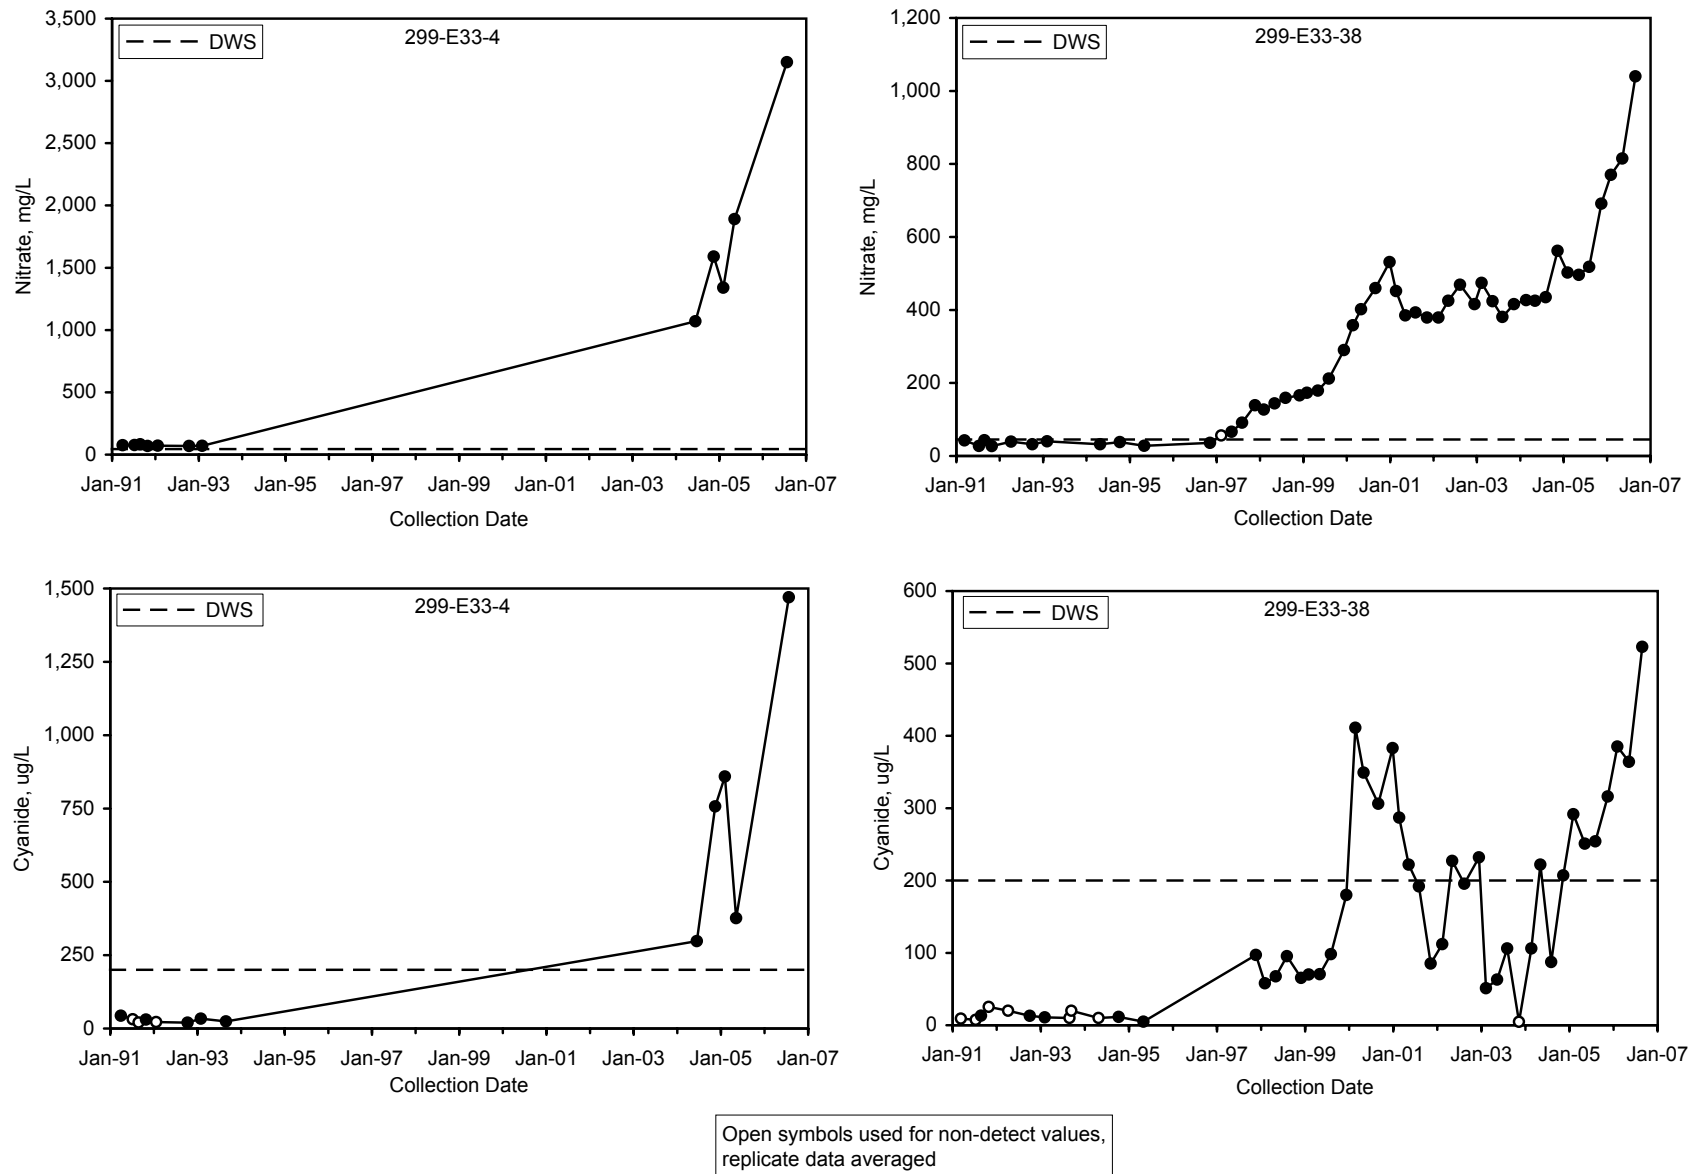 299-E33-4
DWS
3,500
3,000
2,500
2,000
1,500
1,000
500
0
Nitrate, mg/L
Jan-91 Jan-93 Jan-95 Jan-97 Jan-99 Jan-01 Jan-03 Jan-05 Jan-07
Collection Date
299-E33-38
DWS
1,200
1,000
800
600
400
200
0
Nitrate, mg/L
Jan-91 Jan-93 Jan-95 Jan-97 Jan-99 Jan-01 Jan-03 Jan-05 Jan-07
Collection Date
299-E33-4
DWS
1,500
1,250
1,000
750
500
250
0
Cyanide, ug/L
Jan-91 Jan-93 Jan-95 Jan-97 Jan-99 Jan-01 Jan-03 Jan-05 Jan-07
Collection Date
299-E33-38
DWS
600
500
400
300
200
100
0
Cyanide, ug/L
Jan-91 Jan-93 Jan-95 Jan-97 Jan-99 Jan-01 Jan-03 Jan-05 Jan-07
Collection Date
Open symbols used for non-detect values,
replicate data averaged